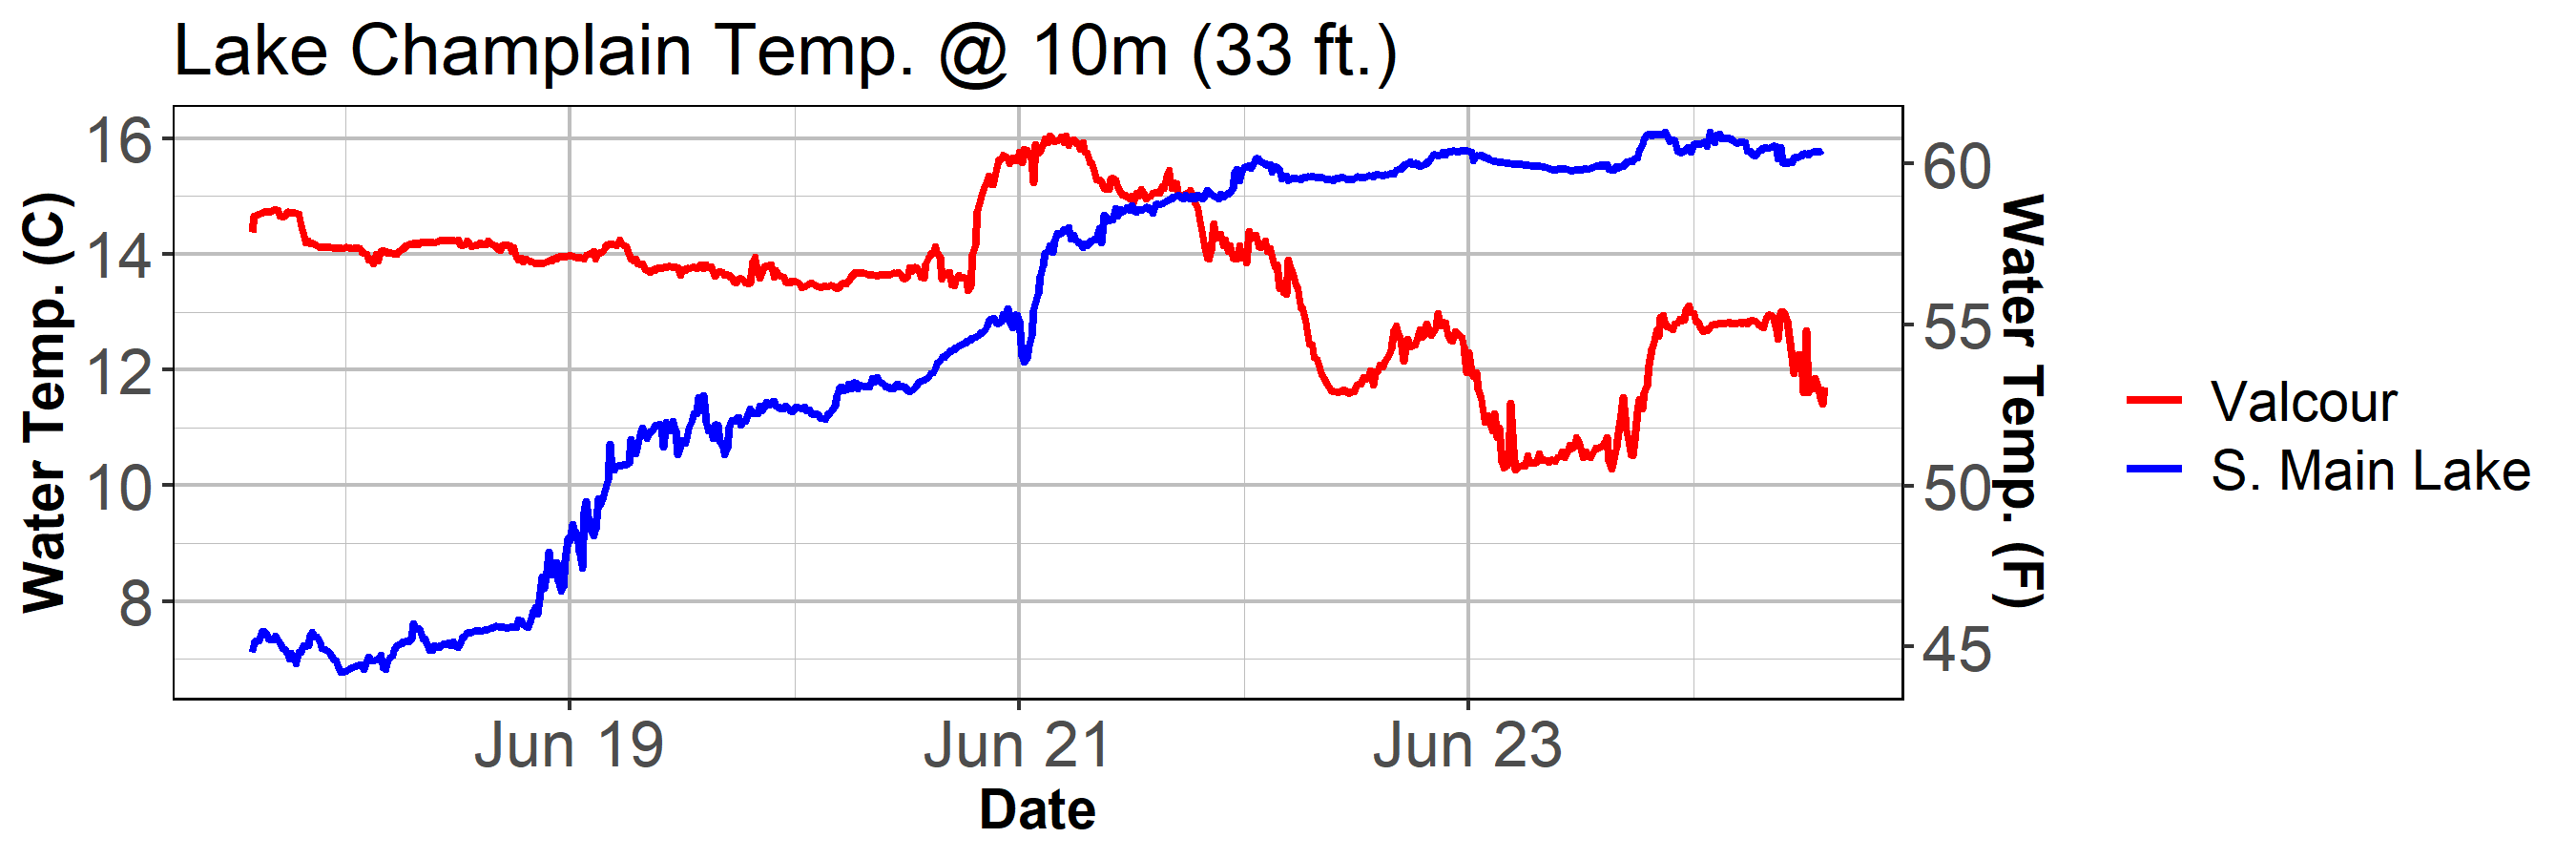 Lake Champlain Temp. @ 10m (33 ft.)
Water Temp. (C)
16
14
12
10
8
60
55
50
45
Water Temp. (F)
Jun 19
Jun 21
Jun 23
Date
Valcour
S. Main Lake